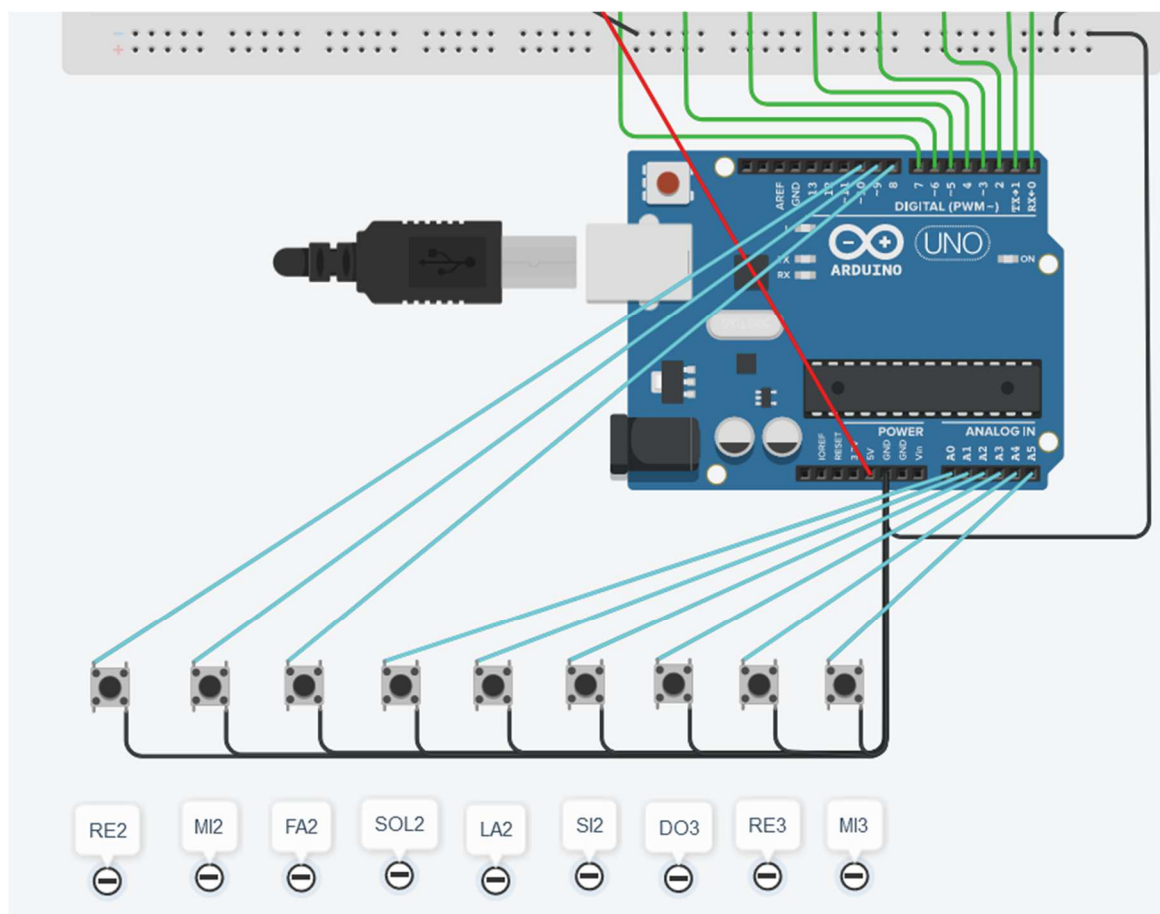 AREF
GND
13
12
~11
~10
~9
8
7
~6
~5
4
~3
2
TX→1
RX←0
DIGITAL (PWM~)
L
TX
RX
ARDUINO
UNO
ON
POWER
ANALOG IN
IOREF
RESET
3.3V
5V
GND
GND
Vin
A0
A1
A2
A3
A4
A5
RE2
MI2
FA2
SOL2
LA2
SI2
DO3
RE3
MI3